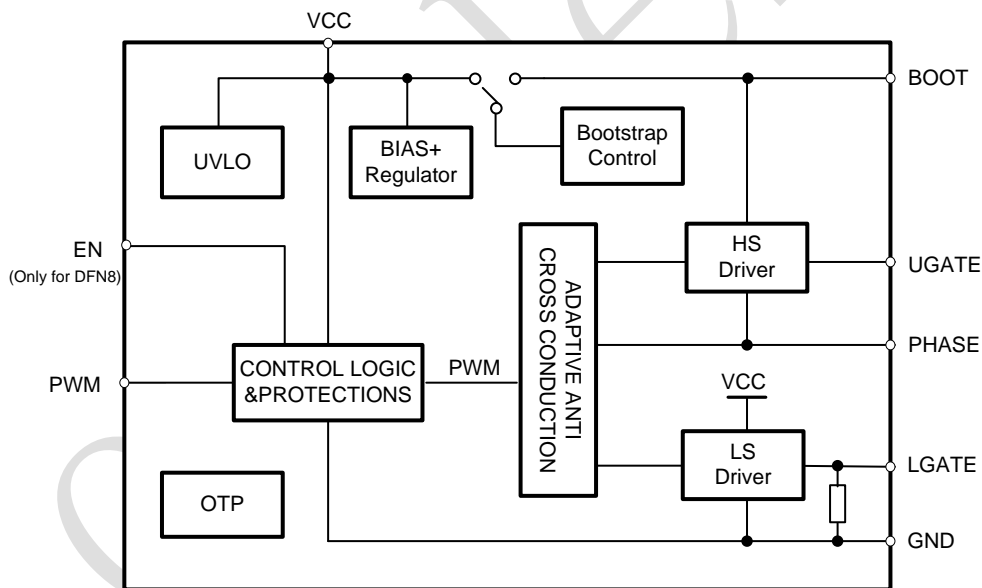 VCC
BOOT
UVLO
BIAS+
Regulator
Bootstrap
Control
EN
(Only for DFN8)
ADAPTIVE ANTI
CROSS CONDUCTION
HS
Driver
UGATE
PHASE
PWM
CONTROL LOGIC
&PROTECTIONS
PWM
VCC
LS
Driver
LGATE
OTP
GND